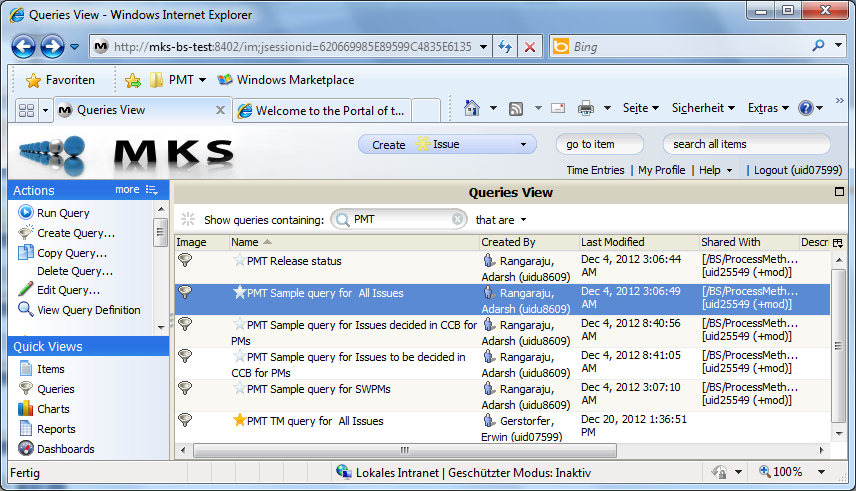 Queries View - Windows Internet Explorer
http://mks-bs-test:8402/im;jsessionid=620669985E89599C4835E6135
Bing
Favoriten
PMT
Windows Marketplace
Queries View
Welcome to the Portal of t...
Seite
Sicherheit
Extras
MKS
Create Issue
go to item
search all items
Time Entries | My Profile | Help | Logout (uid07599)
Actions
more
Run Query
Create Query...
Copy Query...
Delete Query...
Edit Query...
View Query Definition
Quick Views
Items
Queries
Charts
Reports
Dashboards
Queries View
Show queries containing: PMT that are
Image Name Created By Last Modified Shared With Descri
PMT Release status
Rangaraju,
Adarsh (uidu8609)
Dec 4, 2012 3:06:44
AM
[/BS/ProcessMeth...
[uid25549 (+mod)]
PMT Sample query for  All Issues
Rangaraju,
Adarsh (uidu8609)
Dec 4, 2012 3:06:49
AM
[/BS/ProcessMeth...
[uid25549 (+mod)]
PMT Sample query for Issues decided in CCB for
PMs
Rangaraju,
Adarsh (uidu8609)
Dec 4, 2012 8:40:56
AM
[/BS/ProcessMeth...
[uid25549 (+mod)]
PMT Sample query for Issues to be decided in
CCB for PMs
Rangaraju,
Adarsh (uidu8609)
Dec 4, 2012 8:41:05
AM
[/BS/ProcessMeth...
[uid25549 (+mod)]
PMT Sample query for SWPMs
Rangaraju,
Adarsh (uidu8609)
Dec 4, 2012 3:07:10
AM
[/BS/ProcessMeth...
[uid25549 (+mod)]
PMT TM query for  All Issues
Gerstorfer,
Erwin (uid07599)
Dec 20, 2012 1:36:51
PM
Fertig
Lokales Intranet | Geschützter Modus: Inaktiv
100%